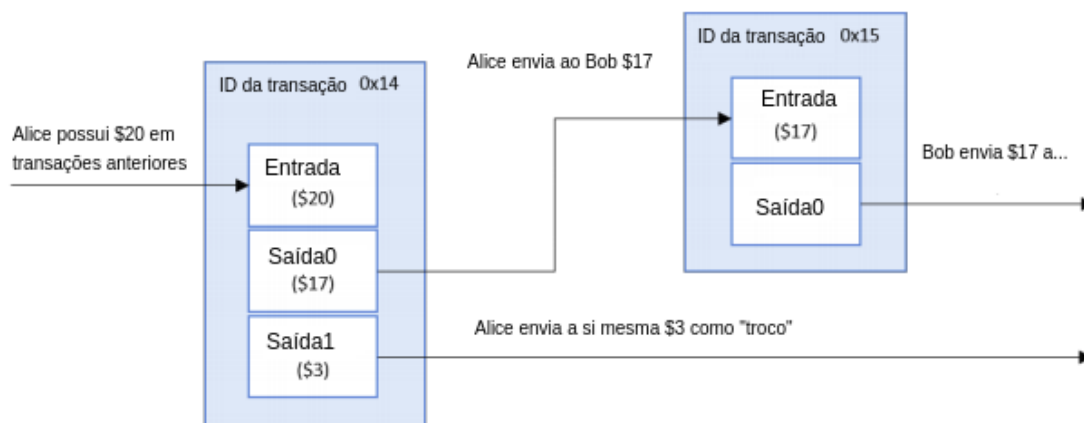 ID da transação 0x15
Alice envia ao Bob $17
ID da transação 0x14
Entrada
($17)
Alice possui $20 em
transações anteriores
Bob envia $17 a...
Entrada
($20)
Saída0
Saída0
($17)
Alice envia a si mesma $3 como "troco"
Saída1
($3)